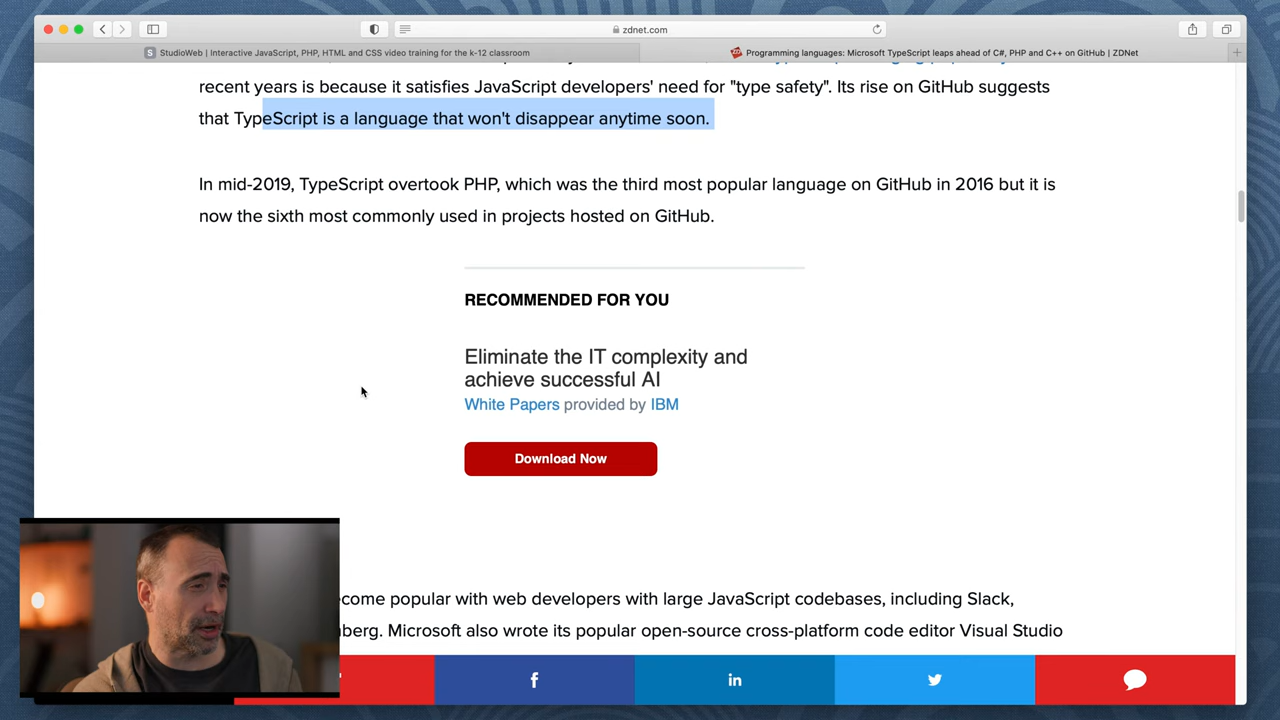 zdnet.com
StudioWeb | Interactive JavaScript, PHP, HTML and CSS video training for the k-12 classroom
Programming languages: Microsoft TypeScript leaps ahead of C#, PHP and C++ on GitHub | ZDNet
recent years is because it satisfies JavaScript developers' need for "type safety". Its rise on GitHub suggests
that TypeScript is a language that won't disappear anytime soon.
In mid-2019, TypeScript overtook PHP, which was the third most popular language on GitHub in 2016 but it is
now the sixth most commonly used in projects hosted on GitHub.
RECOMMENDED FOR YOU
Eliminate the IT complexity and
achieve successful AI
White Papers provided by IBM
Download Now
come popular with web developers with large JavaScript codebases, including Slack,
berg. Microsoft also wrote its popular open-source cross-platform code editor Visual Studio